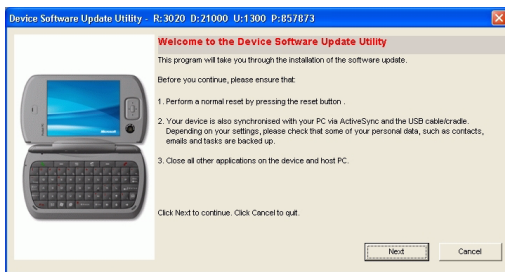 Device Software Update Utility - R:3020 D:21000 U:1300 P:857873
Welcome to the Device Software Update Utility
This program will take you through the installation of the software update.
Before you continue, please ensure that:
1. Perform a normal reset by pressing the reset button .
2. Your device is also synchronised with your PC via ActiveSync and the USB cable/cradle.
Depending on your settings, please check that some of your personal data, such as contacts,
emails and tasks are backed up.
3. Close all other applications on the device and host PC.
Click Next to continue. Click Cancel to quit.
Next
Cancel